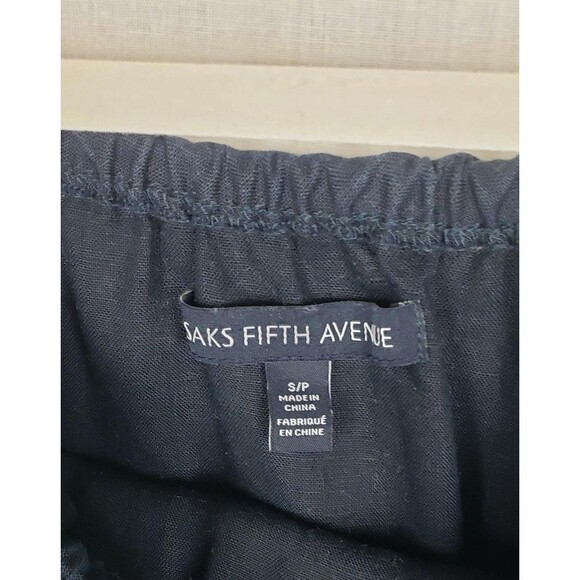 SAKS FIFTH AVENUE
S/P
MADE IN
CHINA
FABRIQUÉ
EN CHINE